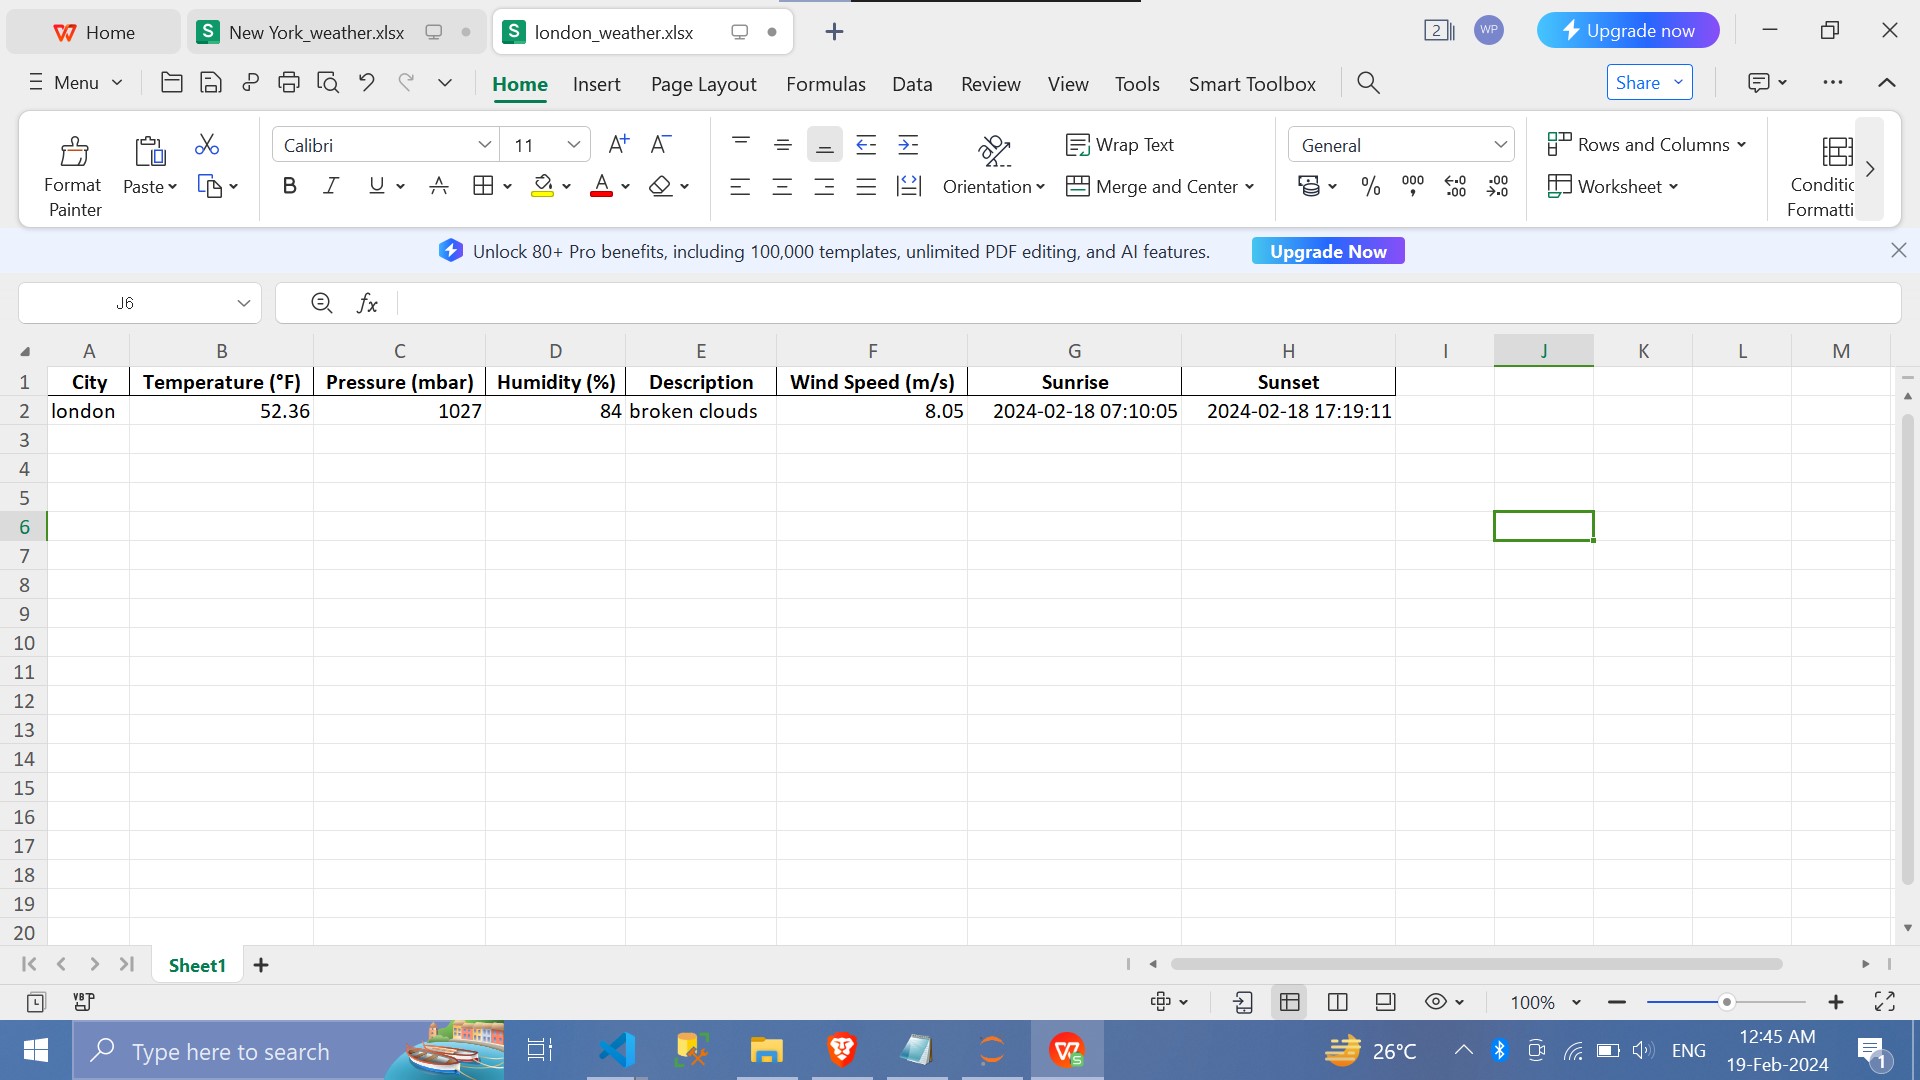 Home
New York_weather.xlsx
london_weather.xlsx
2
WP
Upgrade now
Menu
Home Insert Page Layout Formulas Data Review View Tools Smart Toolbox
Share
Format
Painter
Paste
Calibri 11
A+ A-
B I U A A
Orientation
Wrap Text
Merge and Center
General
% 000
Rows and Columns
Worksheet
Conditic
Formatti
Unlock 80+ Pro benefits, including 100,000 templates, unlimited PDF editing, and AI features. Upgrade Now
J6 fx
A B C D E F G H I J K L M
1 City Temperature (°F) Pressure (mbar) Humidity (%) Description Wind Speed (m/s) Sunrise Sunset
2 london 52.36 1027 84 broken clouds 8.05 2024-02-18 07:10:05 2024-02-18 17:19:11
3
4
5
6
7
8
9
10
11
12
13
14
15
16
17
18
19
20
Sheet1
100%
Type here to search
26°C
ENG
12:45 AM
19-Feb-2024
1